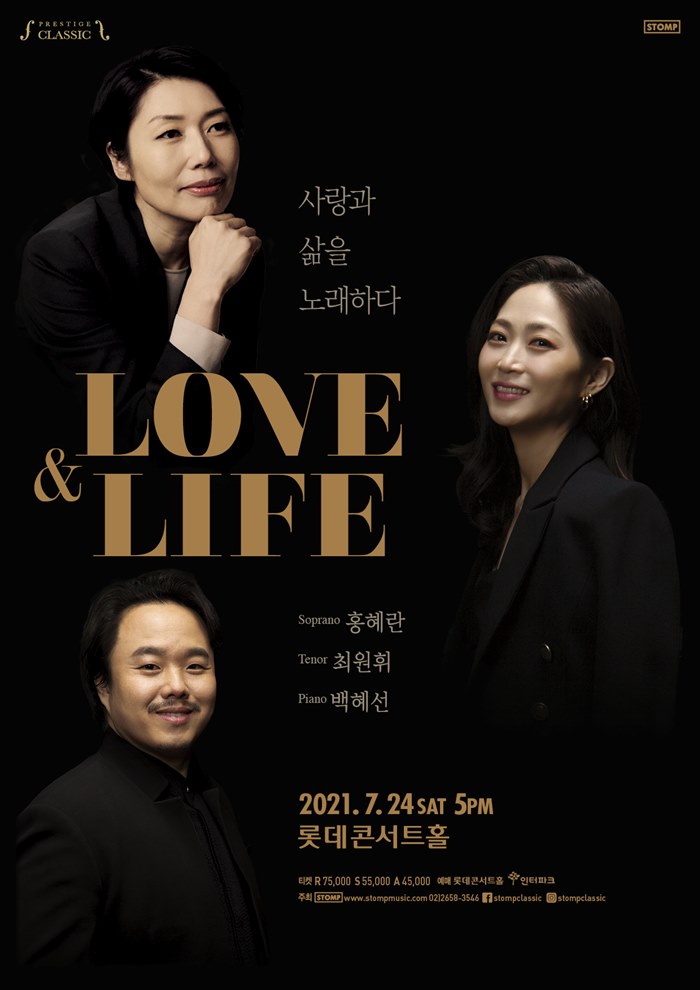 PRESTIGE
CLASSIC
STOMP
사랑과
삶을
노래하다
LOVE
& LIFE
Soprano 홍혜란
Tenor 최원휘
Piano 백혜선
2021. 7. 24 SAT 5PM
롯데콘서트홀
티켓 R 75,000 S 55,000 A 45,000 예매 롯데콘서트홀 인터파크
주최 STOMP www.stompmusic.com 02)2658-3546 stompclassic stompclassic